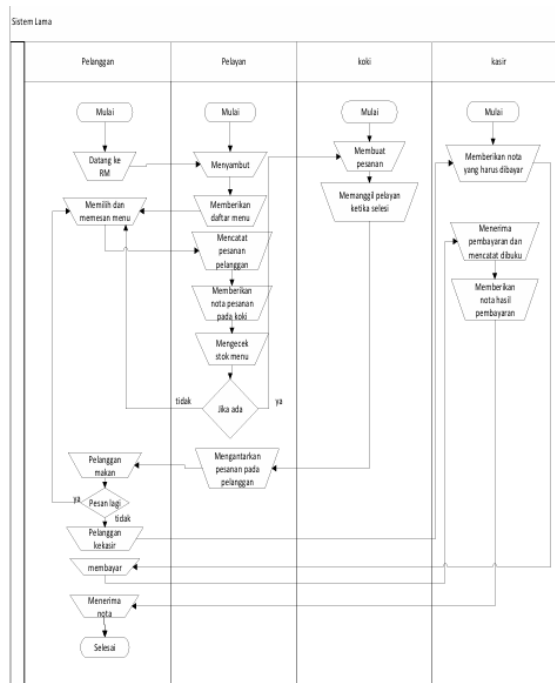 Sistem Lama
Pelanggan
Pelayan
koki
kasir
Mulai
Mulai
Mulai
Mulai
Datang ke
RM
Menyambut
Membuat
pesanan
Memberikan nota
yang harus dibayar
Memilih dan
memesan menu
Memberikan
daftar menu
Memanggil pelayan
ketika selesi
Mencatat
pesanan
pelanggan
Menerima
pembayaran dan
mencatat dibuku
Memberikan
nota pesanan
pada koki
Memberikan
nota hasil
pembayaran
Mengecek
stok menu
tidak
Jika ada
ya
Pelanggan
makan
Mengantarkan
pesanan pada
pelanggan
ya
Pesan lagi
tidak
Pelanggan
kekasir
membayar
Menerima
nota
Selesai